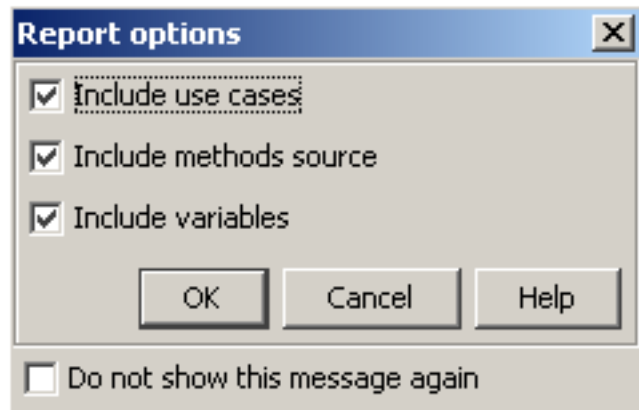 Report options
Include use cases
Include methods source
Include variables
OK Cancel Help
Do not show this message again